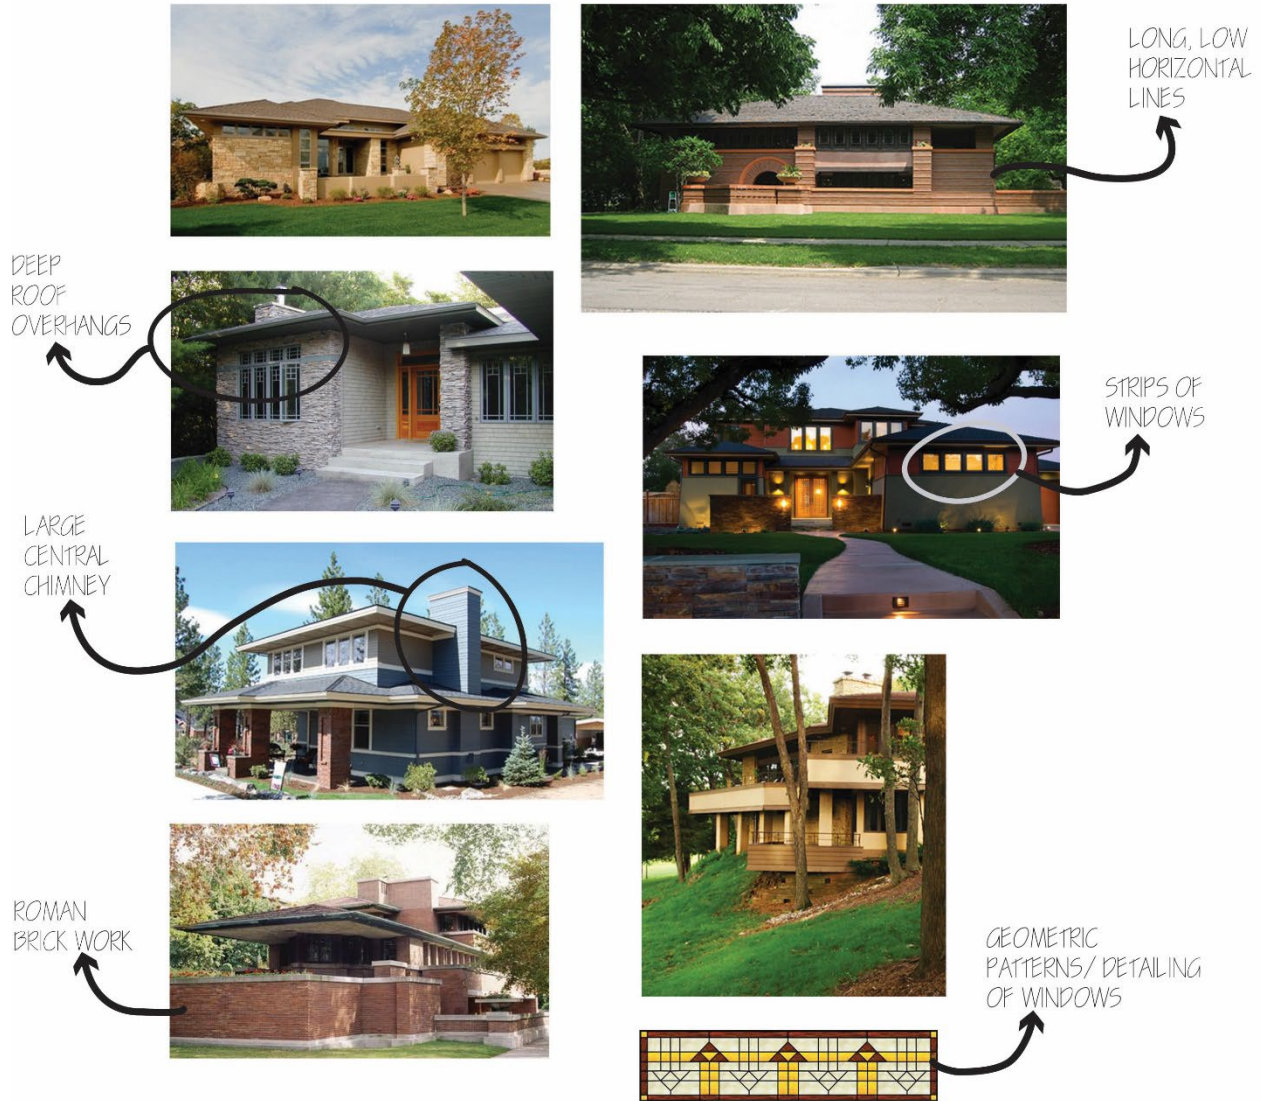 LONG, LOW
HORIZONTAL
LINES
DEEP
ROOF
OVERHANGS
STRIPS OF
WINDOWS
LARGE
CENTRAL
CHIMNEY
ROMAN
BRICK WORK
GEOMETRIC
PATTERNS/ DETAILING
OF WINDOWS